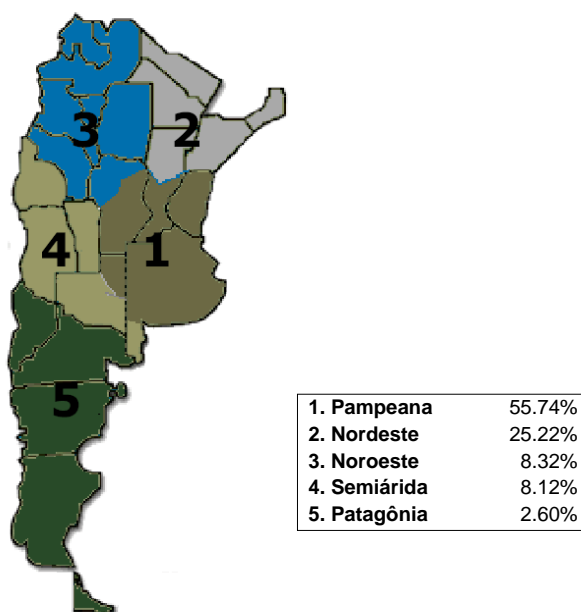 3
2
4
1
5
1. Pampeana 55.74%
2. Nordeste 25.22%
3. Noroeste 8.32%
4. Semiárida 8.12%
5. Patagônia 2.60%